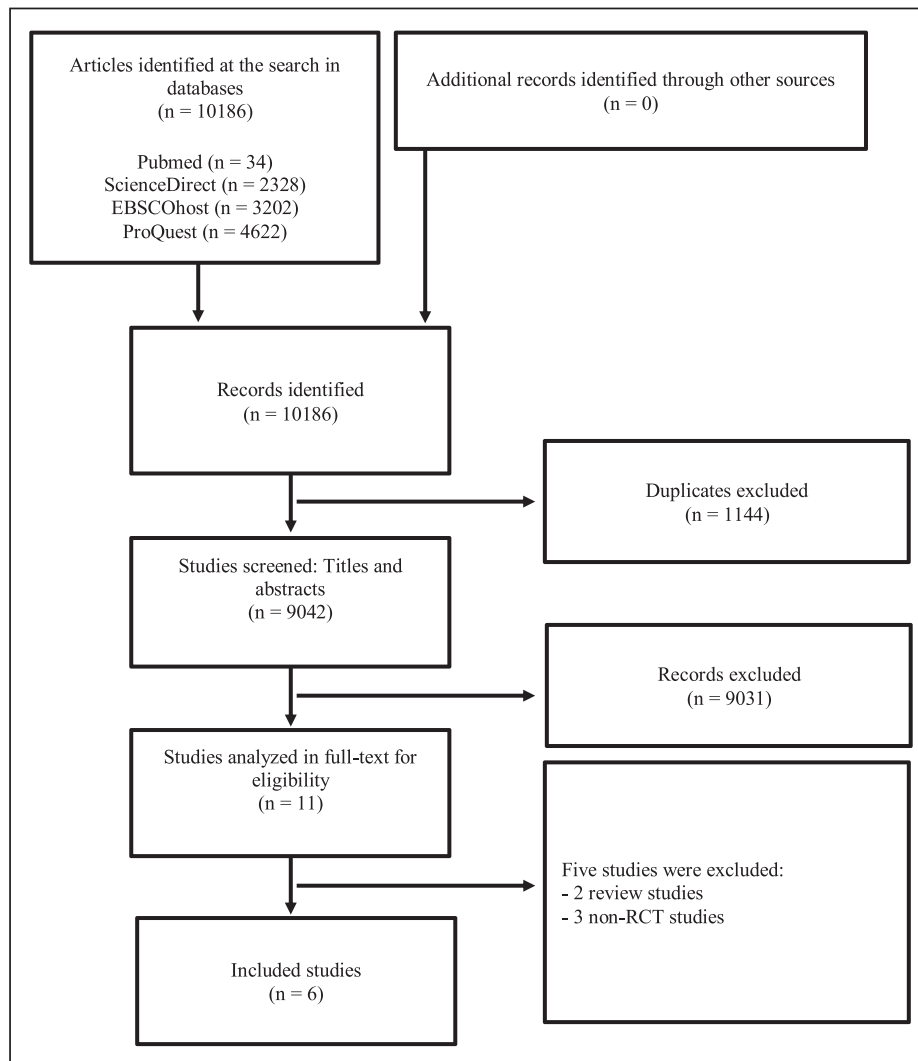 Articles identified at the search in
databases
(n = 10186)
Pubmed (n = 34)
ScienceDirect (n = 2328)
EBSCOhost (n = 3202)
ProQuest (n = 4622)
Additional records identified through other sources
(n = 0)
Records identified
(n = 10186)
Duplicates excluded
(n = 1144)
Studies screened: Titles and
abstracts
(n = 9042)
Records excluded
(n = 9031)
Studies analyzed in full-text for
eligibility
(n = 11)
Five studies were excluded:
- 2 review studies
- 3 non-RCT studies
Included studies
(n = 6)